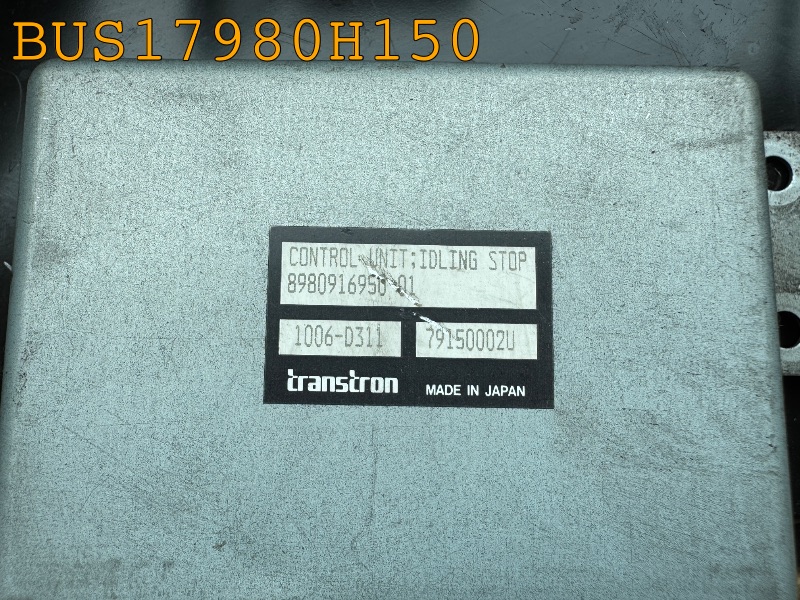 BUS17980H150
CONTROL UNIT;IDLING STOP
8980916950 01
1006-D311
79150002U
transtron
MADE IN JAPAN